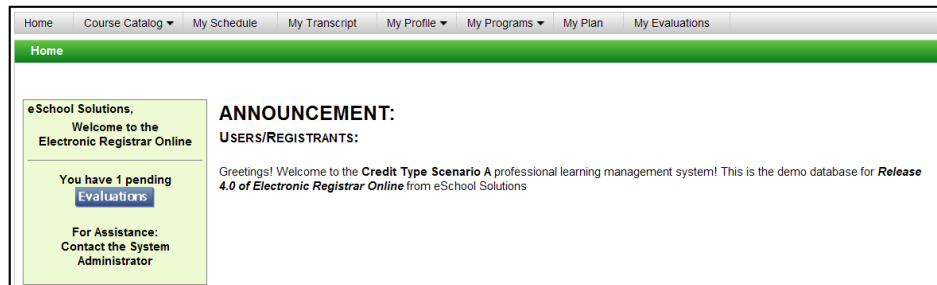 Home Course Catalog My Schedule My Transcript My Profile My Programs My Plan My Evaluations
Home
eSchool Solutions,
Welcome to the
Electronic Registrar Online
You have 1 pending
Evaluations
For Assistance:
Contact the System
Administrator
ANNOUNCEMENT:
USERS/REGISTRANTS:
Greetings! Welcome to the Credit Type Scenario A professional learning management system! This is the demo database for Release
4.0 of Electronic Registrar Online from eSchool Solutions